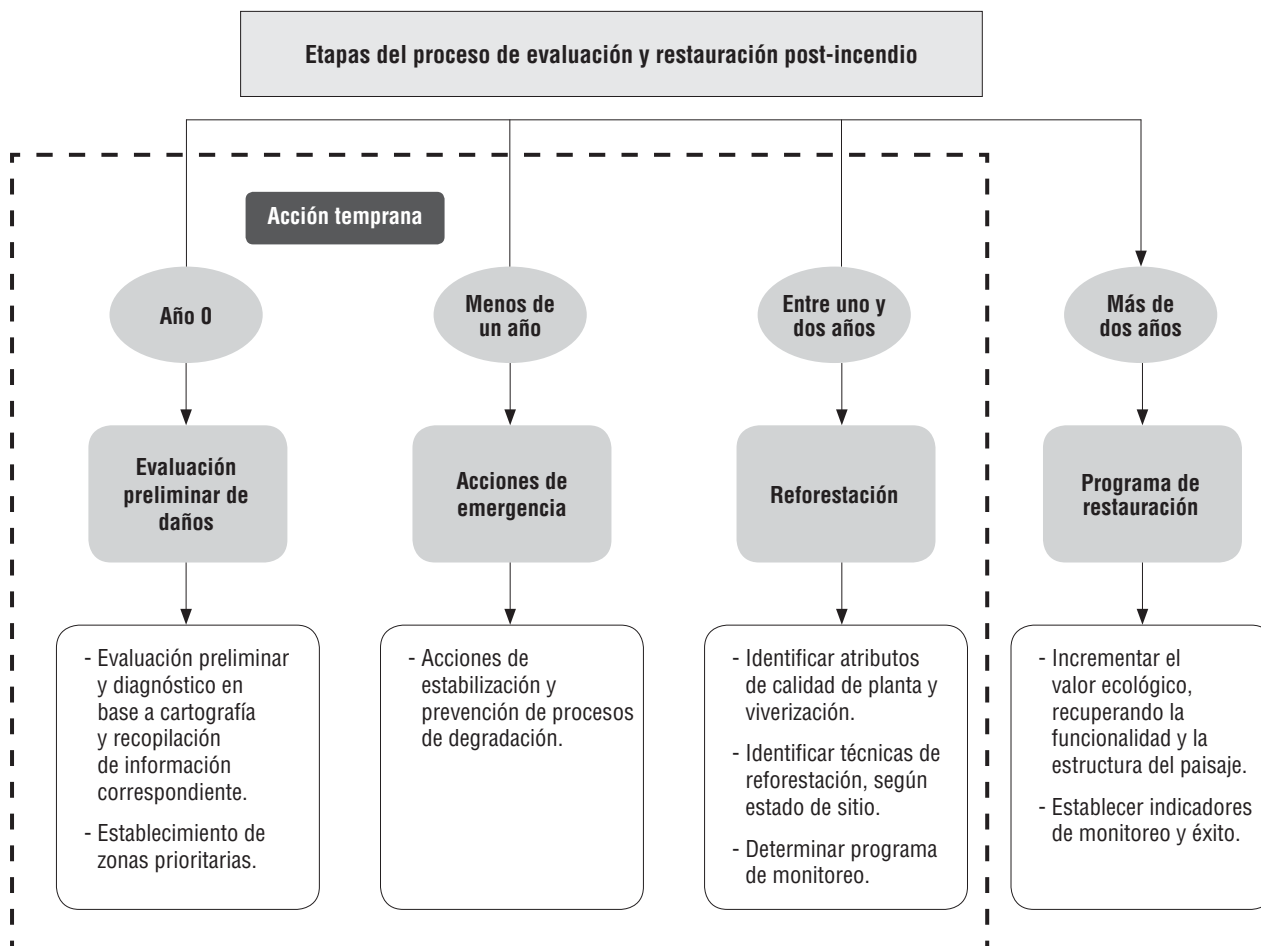 Etapas del proceso de evaluación y restauración post-incendio
Acción temprana
Año 0
Menos de
un año
Entre uno y
dos años
Más de
dos años
Evaluación
preliminar de
daños
Acciones de
emergencia
Reforestación
Programa de
restauración
- Evaluación preliminar
y diagnóstico en
base a cartografía
y recopilación
de información
correspondiente.
- Establecimiento de
zonas prioritarias.
- Acciones de
estabilización y
prevención de procesos
de degradación.
- Identificar atributos
de calidad de planta y
viverización.
- Identificar técnicas de
reforestación, según
estado de sitio.
- Determinar programa
de monitoreo.
- Incrementar el
valor ecológico,
recuperando la
funcionalidad y la
estructura del paisaje.
- Establecer indicadores
de monitoreo y éxito.